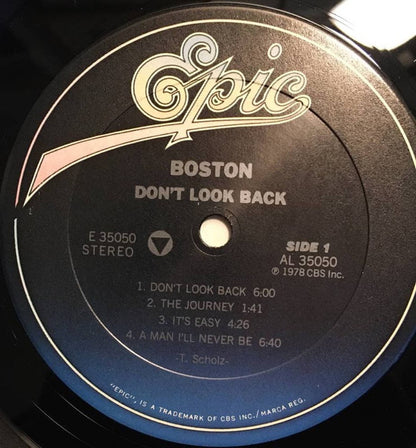 Epic
BOSTON
DON'T LOOK BACK
E 35050
STEREO
SIDE 1
AL 35050
℗ 1978 CBS Inc.
1. DON'T LOOK BACK 6:00
2. THE JOURNEY 1:41
3. IT'S EASY 4:26
4. A MAN I'LL NEVER BE 6:40
-T. Scholz-
1
"EPIC", IS A TRADEMARK OF CBS INC./MARCA REG.